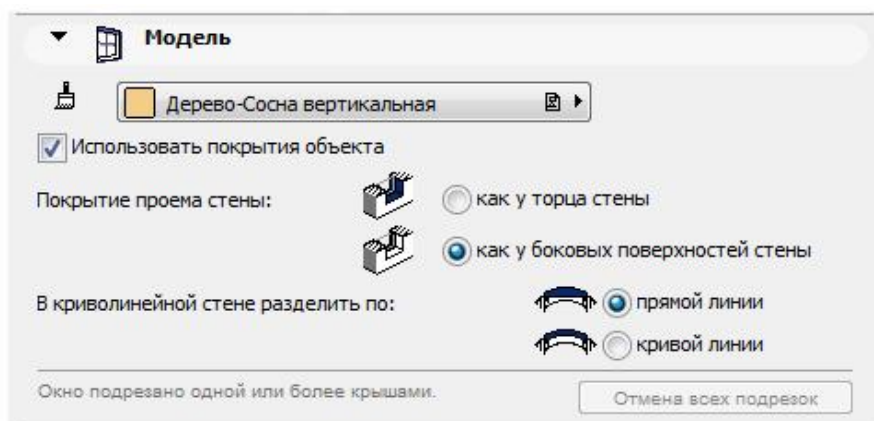 Модель
Дерево-Сосна вертикальная
Использовать покрытия объекта
Покрытие проема стены:
как у торца стены
как у боковых поверхностей стены
В криволинейной стене разделить по:
прямой линии
кривой линии
Окно подрезано одной или более крышами.
Отмена всех подрезок